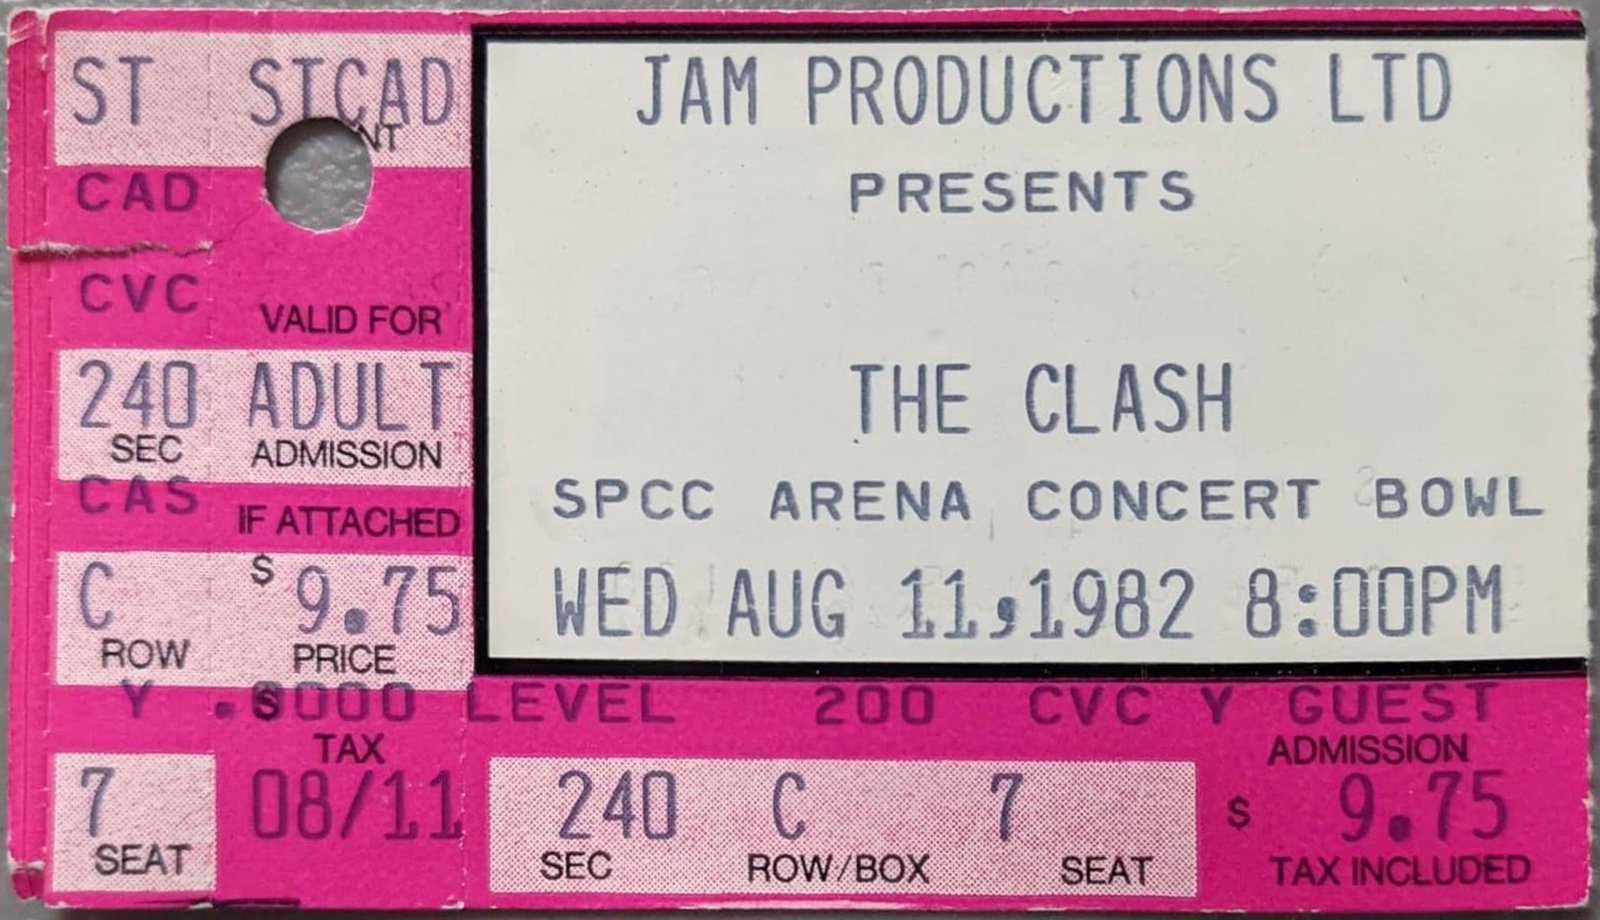 ST STCAD
CAD
CVC
VALID FOR
240 ADULT
SEC ADMISSION
CAS
IF ATTACHED
C $ 9.75
ROW PRICE
JAM PRODUCTIONS LTD
PRESENTS
THE CLASH
SPCC ARENA CONCERT BOWL
WED AUG 11,1982 8:00PM
Y .0000 LEVEL 200 CVC Y GUEST
$
TAX
ADMISSION
7 08/11
SEAT
240 C 7
SEC ROW/BOX SEAT
$ 9.75
TAX INCLUDED